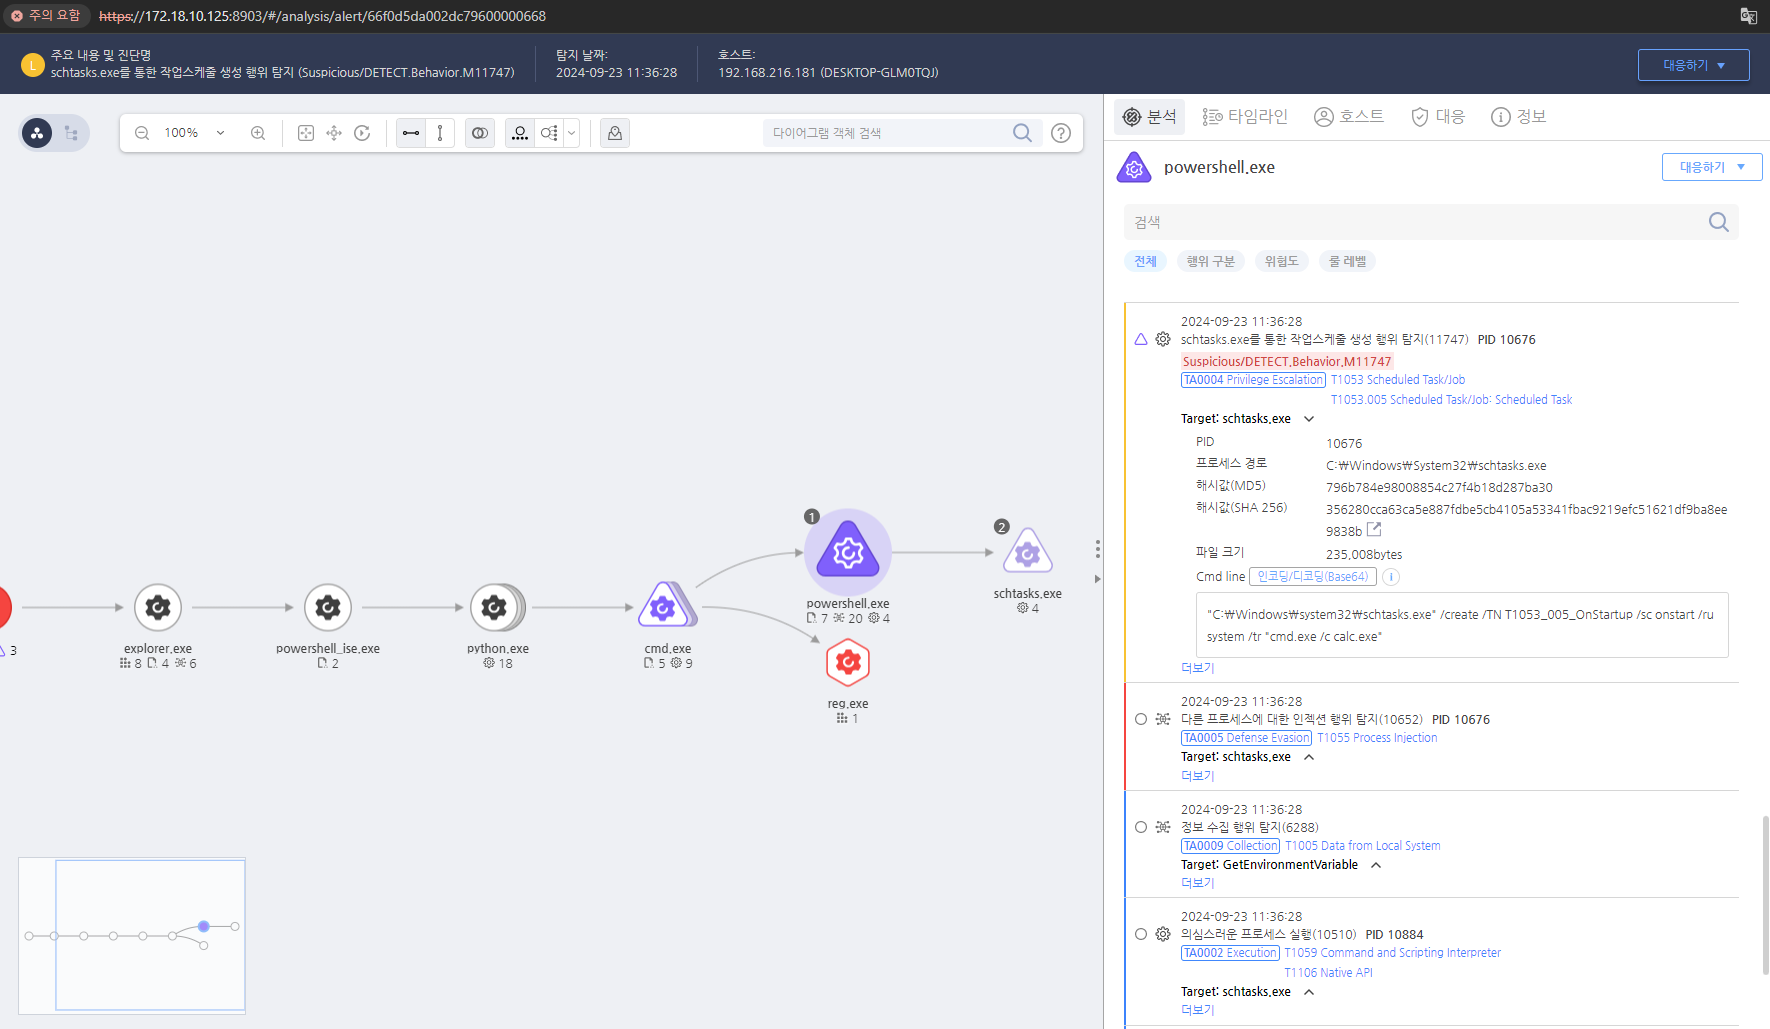 주의 요함 https://172.18.10.125:8903/#/analysis/alert/66f0d5da002dc79600000668
L
주요 내용 및 진단명
schtasks.exe를 통한 작업스케줄 생성 행위 탐지 (Suspicious/DETECT.Behavior.M11747)
탐지 날짜:
2024-09-23 11:36:28
호스트:
192.168.216.181 (DESKTOP-GLM0TQJ)
대응하기
100%
다이어그램 객체 검색
3
explorer.exe
8 4 6
powershell_ise.exe
2
python.exe
18
cmd.exe
5 9
1
powershell.exe
7 20 4
reg.exe
1
2
schtasks.exe
4
분석 타임라인 호스트 대응 정보
powershell.exe
대응하기
검색
전체 행위 구분 위험도 룰 레벨
2024-09-23 11:36:28
schtasks.exe를 통한 작업스케줄 생성 행위 탐지(11747) PID 10676
Suspicious/DETECT.Behavior.M11747
TA0004 Privilege Escalation T1053 Scheduled Task/Job
T1053.005 Scheduled Task/Job: Scheduled Task
Target: schtasks.exe
PID 10676
프로세스 경로 C:₩Windows₩System32₩schtasks.exe
해시값(MD5) 796b784e98008854c27f4b18d287ba30
해시값(SHA 256) 356280cca63ca5e887fdbe5cb4105a53341fbac9219efc51621df9ba8ee
9838b
파일 크기 235,008bytes
Cmd line 인코딩/디코딩(Base64) i
"C:₩Windows₩system32₩schtasks.exe" /create /TN T1053_005_OnStartup /sc onstart /ru
system /tr "cmd.exe /c calc.exe"
더보기
2024-09-23 11:36:28
다른 프로세스에 대한 인젝션 행위 탐지(10652) PID 10676
TA0005 Defense Evasion T1055 Process Injection
Target: schtasks.exe
더보기
2024-09-23 11:36:28
정보 수집 행위 탐지(6288)
TA0009 Collection T1005 Data from Local System
Target: GetEnvironmentVariable
더보기
2024-09-23 11:36:28
의심스러운 프로세스 실행(10510) PID 10884
TA0002 Execution T1059 Command and Scripting Interpreter
T1106 Native API
Target: schtasks.exe
더보기